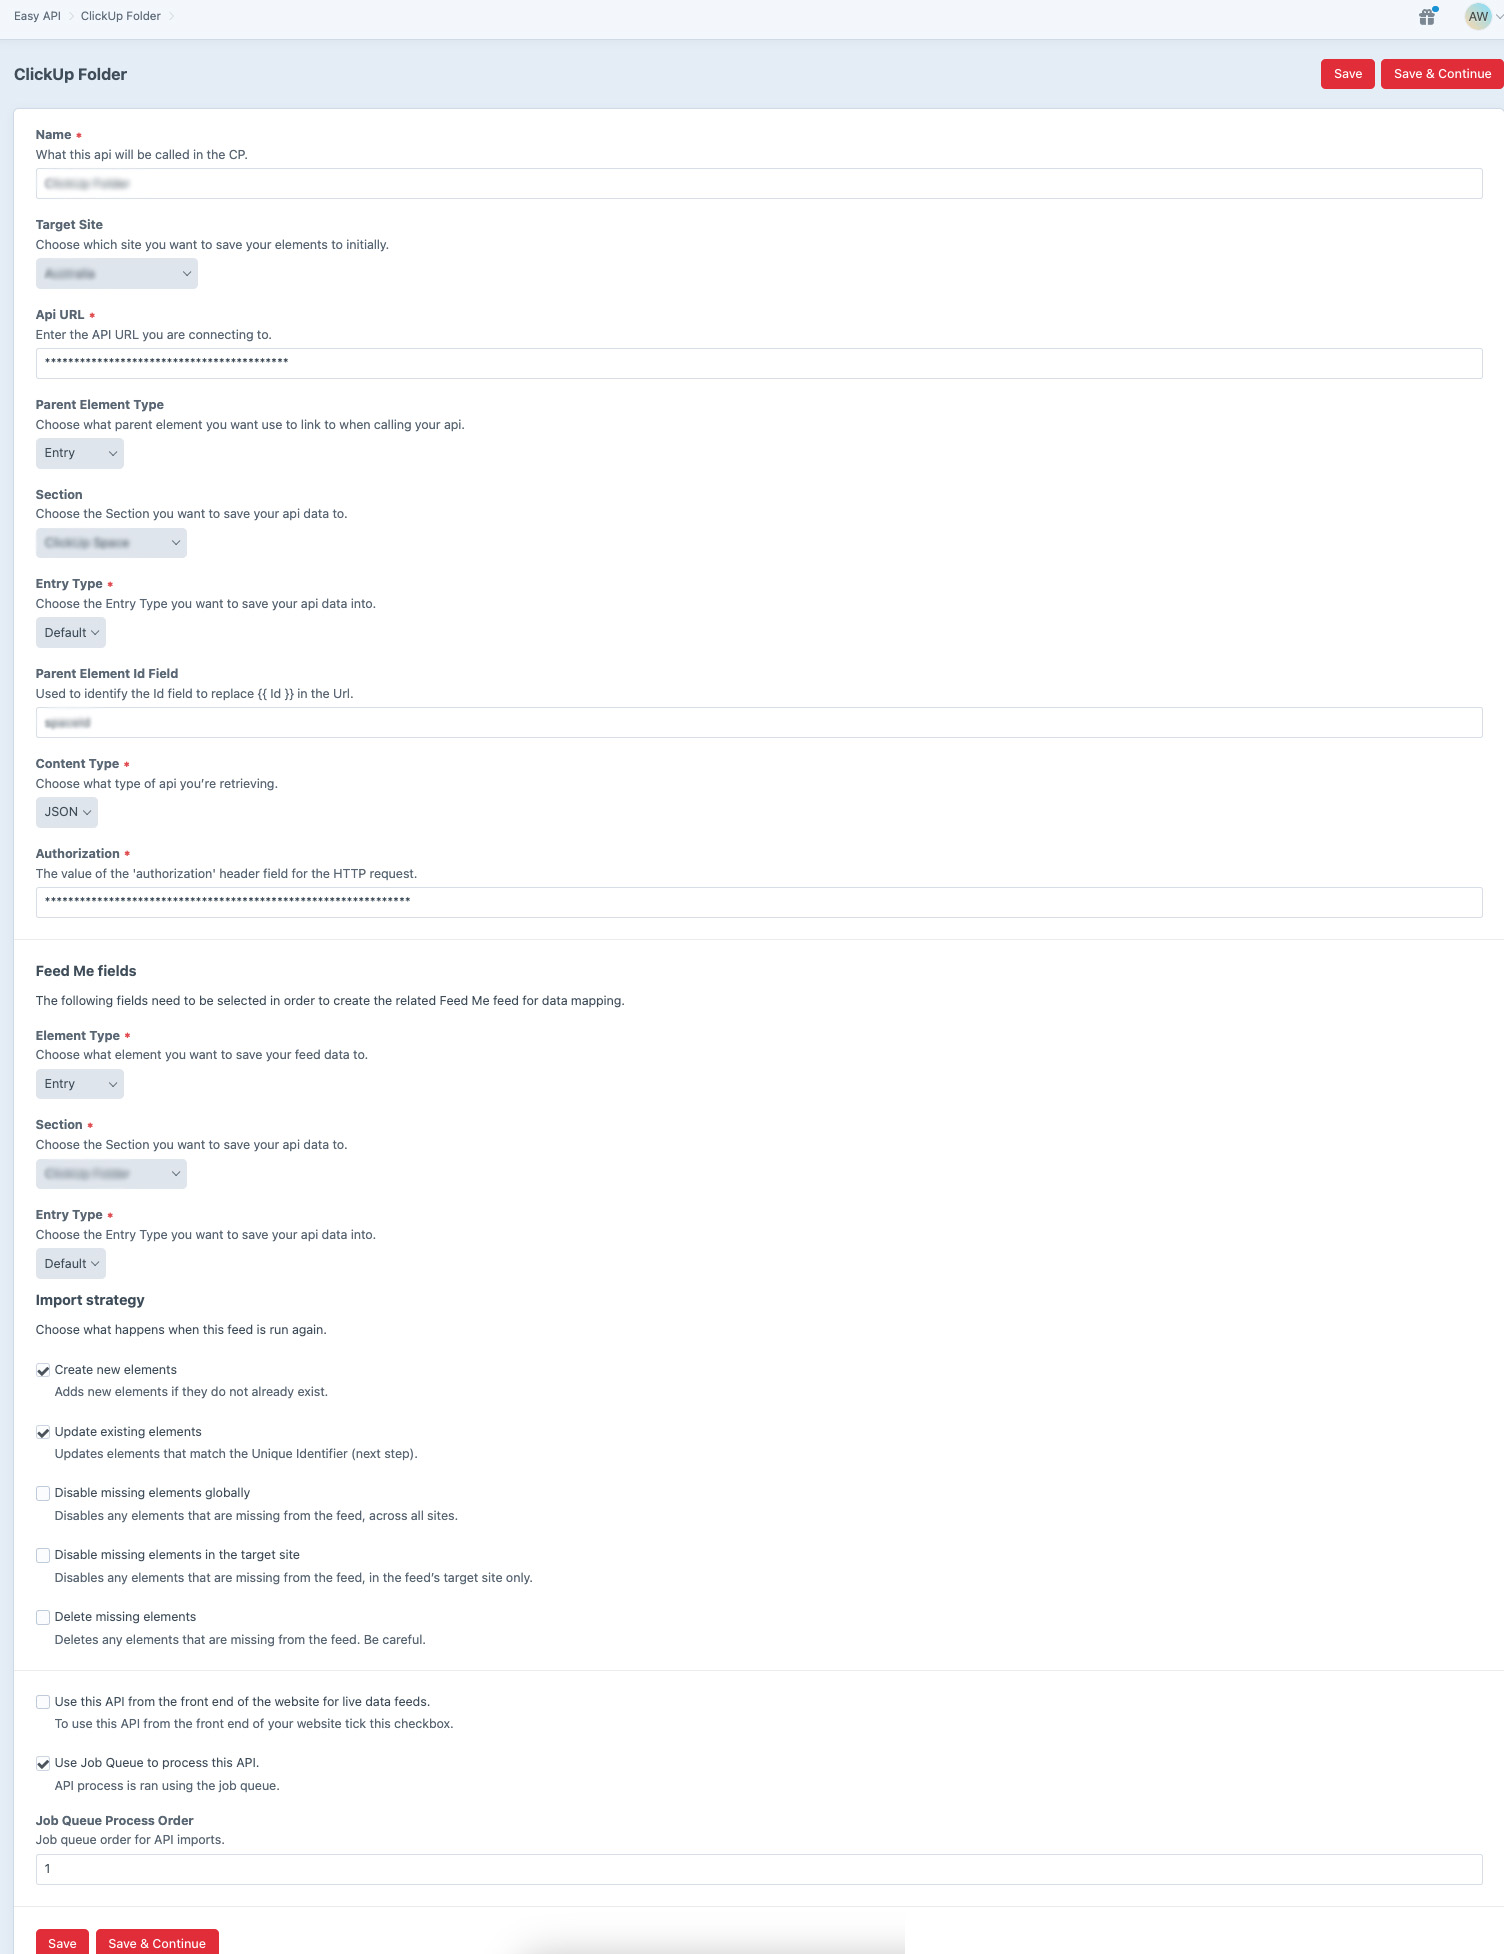 Easy API ClickUp Folder
AW
ClickUp Folder
Save Save & Continue
Name *
What this api will be called in the CP.
ClickUp Folder
Target Site
Choose which site you want to save your elements to initially.
Australia
Api URL *
Enter the API URL you are connecting to.
******************************************
Parent Element Type
Choose what parent element you want use to link to when calling your api.
Entry
Section
Choose the Section you want to save your api data to.
ClickUp Space
Entry Type *
Choose the Entry Type you want to save your api data into.
Default
Parent Element Id Field
Used to identify the Id field to replace {{ Id }} in the Url.
spaceId
Content Type *
Choose what type of api you're retrieving.
JSON
Authorization *
The value of the 'authorization' header field for the HTTP request.
***************************************************************
Feed Me fields
The following fields need to be selected in order to create the related Feed Me feed for data mapping.
Element Type *
Choose what element you want to save your feed data to.
Entry
Section *
Choose the Section you want to save your api data to.
ClickUp Folder
Entry Type *
Choose the Entry Type you want to save your api data into.
Default
Import strategy
Choose what happens when this feed is run again.
Create new elements
Adds new elements if they do not already exist.
Update existing elements
Updates elements that match the Unique Identifier (next step).
Disable missing elements globally
Disables any elements that are missing from the feed, across all sites.
Disable missing elements in the target site
Disables any elements that are missing from the feed, in the feed's target site only.
Delete missing elements
Deletes any elements that are missing from the feed. Be careful.
Use this API from the front end of the website for live data feeds.
To use this API from the front end of your website tick this checkbox.
Use Job Queue to process this API.
API process is ran using the job queue.
Job Queue Process Order
Job queue order for API imports.
1
Save Save & Continue